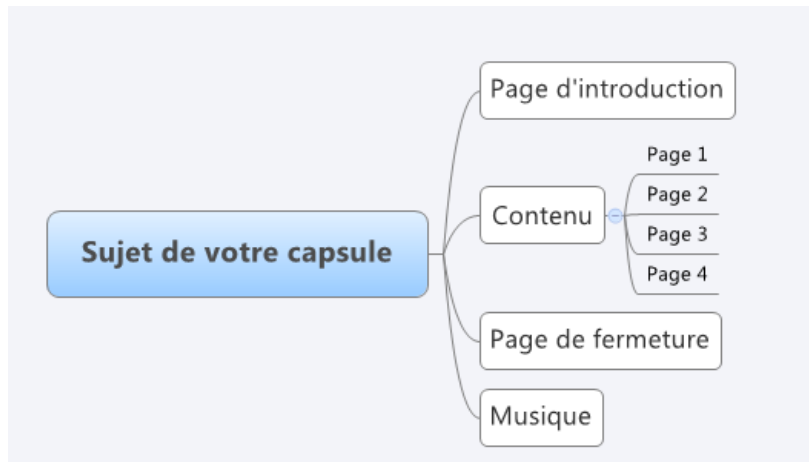 Sujet de votre capsule
Page d'introduction
Contenu
Page 1
Page 2
Page 3
Page 4
Page de fermeture
Musique